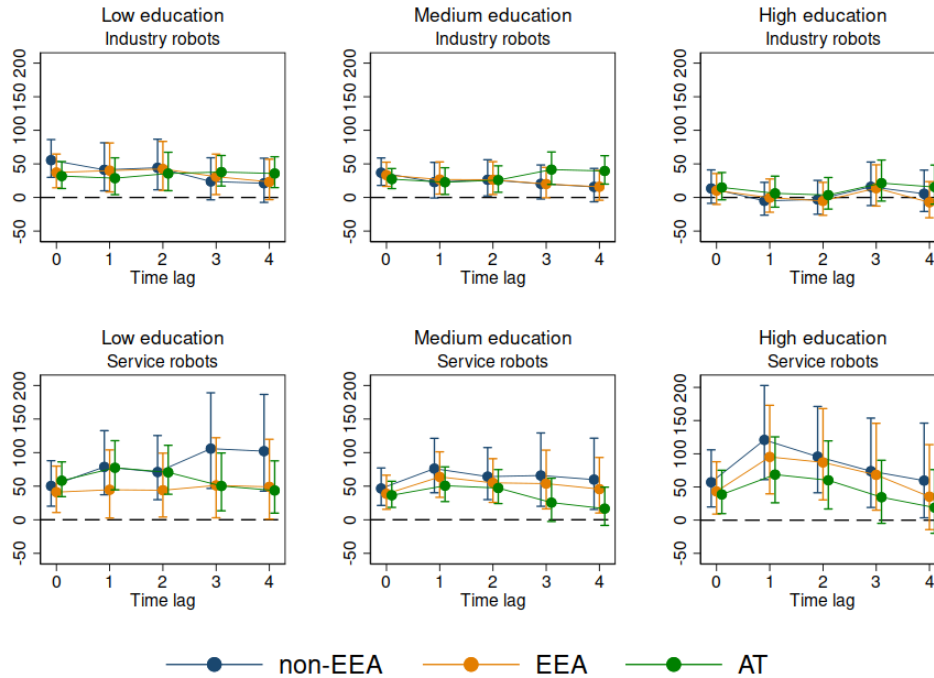 Low education Medium education High education
Industry robots Industry robots Industry robots
-50 0 50 100 150 200 -50 0 50 100 150 200 -50 0 50 100 150 200
0 1 2 3 4 0 1 2 3 4 0 1 2 3 4
Time lag Time lag Time lag
Low education Medium education High education
Service robots Service robots Service robots
-50 0 50 100 150 200 -50 0 50 100 150 200 -50 0 50 100 150 200
0 1 2 3 4 0 1 2 3 4 0 1 2 3 4
Time lag Time lag Time lag
non-EEA EEA AT